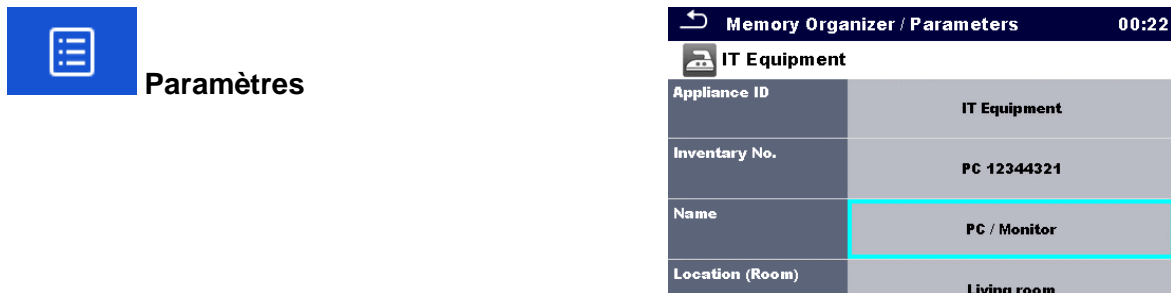 Paramètres
Memory Organizer / Parameters 00:22
IT Equipment
Appliance ID
IT Equipment
Inventary No.
PC 12344321
Name
PC / Monitor
Location (Room)
Living room